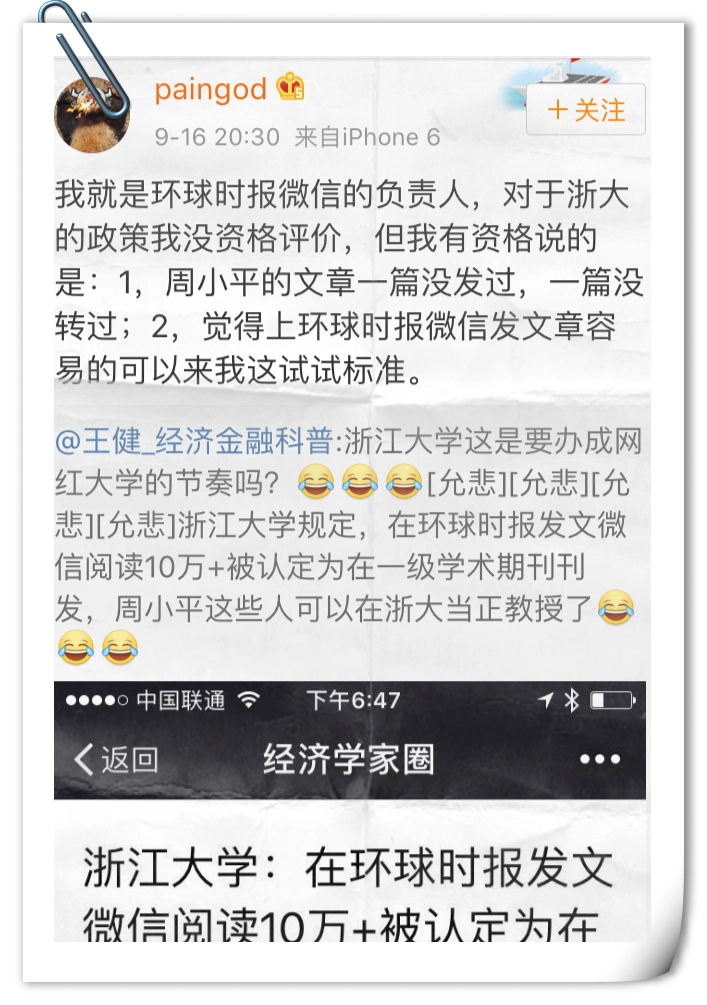 paingod
+关注
9-16 20:30 来自iPhone 6
我就是环球时报微信的负责人，对于浙大
的政策我没资格评价，但我有资格说的
是：1，周小平的文章一篇没发过，一篇没
转过；2，觉得上环球时报微信发文章容
易的可以来我这试试标准。
@王健_经济金融科普:浙江大学这是要办成网
红大学的节奏吗？😂😂😂[允悲][允悲][允
悲][允悲]浙江大学规定，在环球时报发文微
信阅读10万+被认定为在一级学术期刊刊
发，周小平这些人可以在浙大当正教授了😂
😂😂
中国联通 下午6:47
返回 经济学家圈 •••
浙江大学：在环球时报发文
微信阅读10万+被认定为在